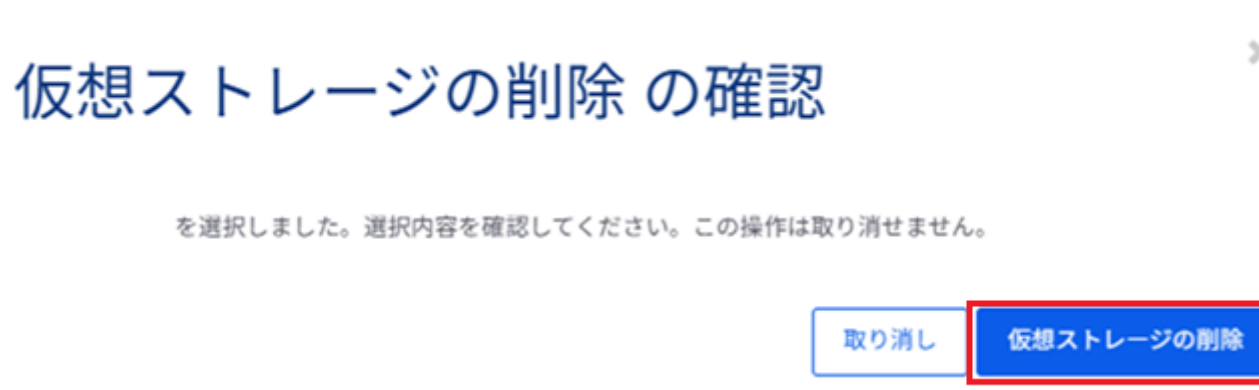 仮想ストレージの削除 の確認
を選択しました。選択内容を確認してください。この操作は取り消せません。
取り消し
仮想ストレージの削除